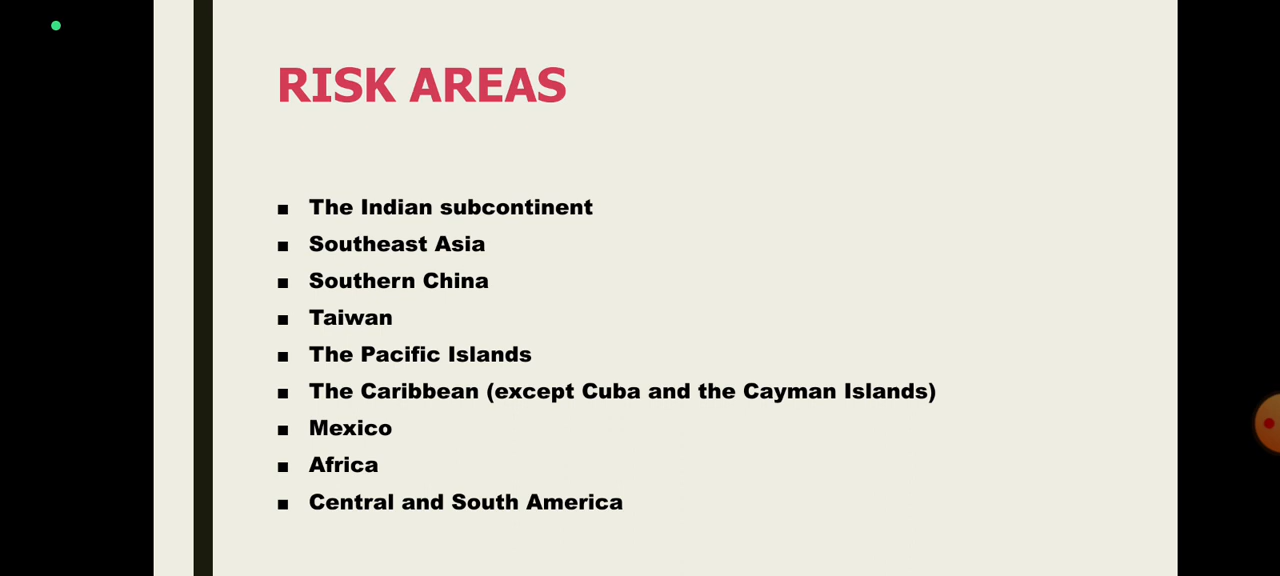 RISK AREAS
■ The Indian subcontinent
■ Southeast Asia
■ Southern China
■ Taiwan
■ The Pacific Islands
■ The Caribbean (except Cuba and the Cayman Islands)
■ Mexico
■ Africa
■ Central and South America